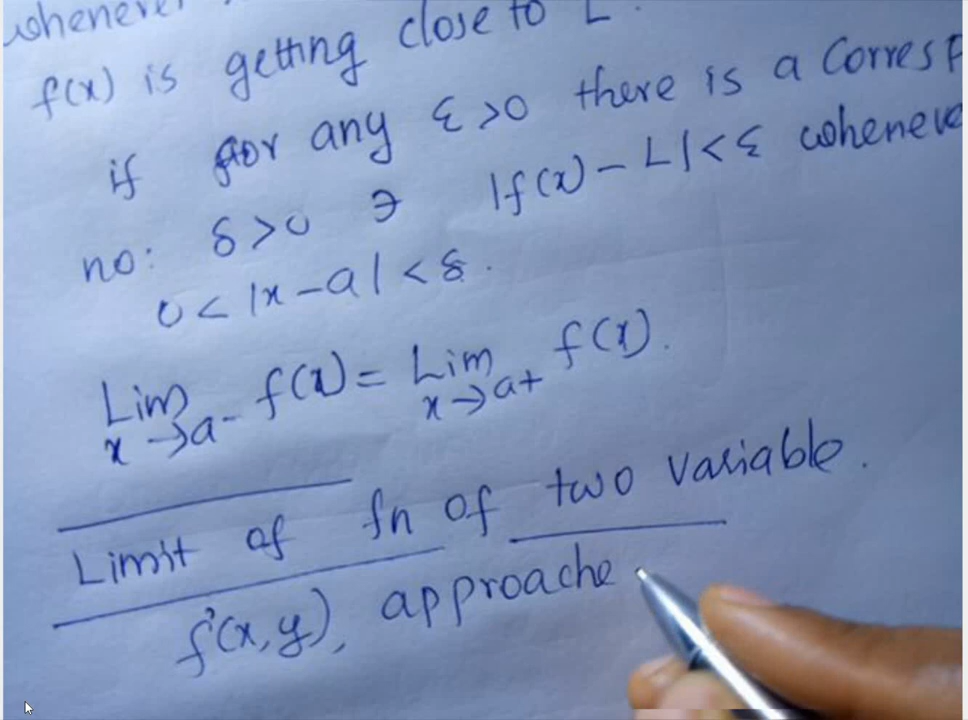 whenever
f(x) is getting close to L.
if for any ε>0 there is a corresp
no: δ>0 ∋ |f(x)-L|<ε wheneve
0<|x-a|<δ.
Lim x→a- f(x) = Lim x→a+ f(x).
Limit of fn of two variable.
f(x,y), approache